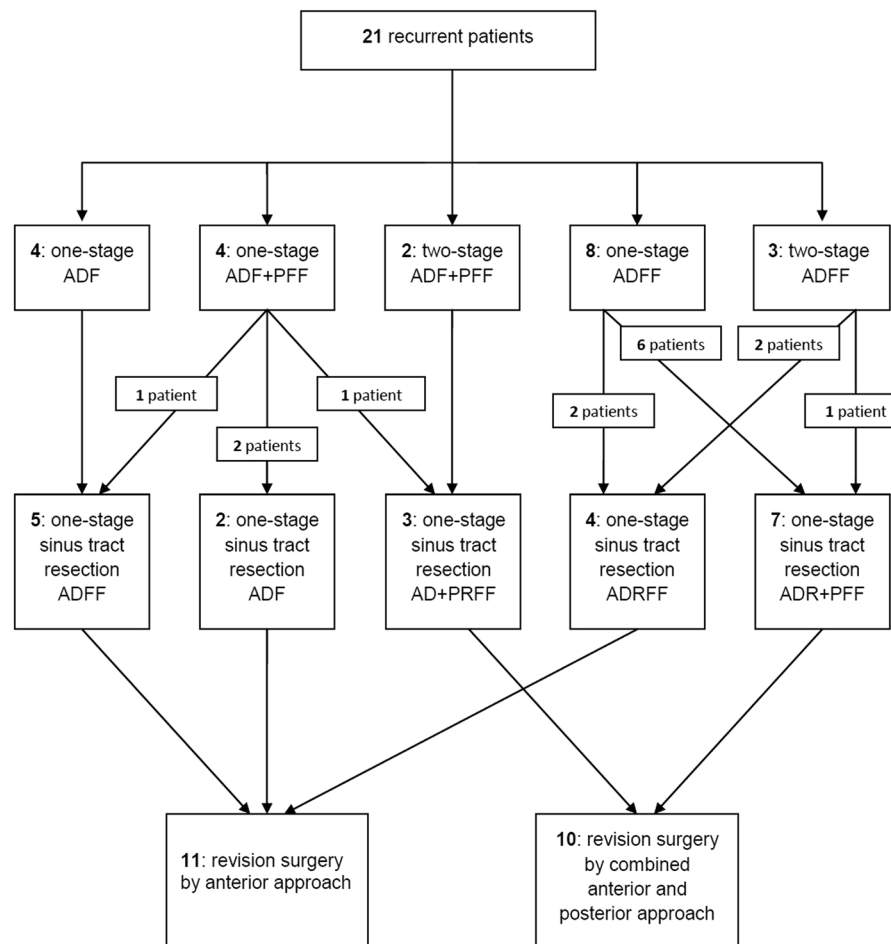 21 recurrent patients
4: one-stage
ADF
4: one-stage
ADF+PFF
2: two-stage
ADF+PFF
8: one-stage
ADFF
3: two-stage
ADFF
6 patients
2 patients
1 patient
1 patient
2 patients
1 patient
2 patients
5: one-stage
sinus tract
resection
ADFF
2: one-stage
sinus tract
resection
ADF
3: one-stage
sinus tract
resection
AD+PRFF
4: one-stage
sinus tract
resection
ADRFF
7: one-stage
sinus tract
resection
ADR+PFF
11: revision surgery
by anterior approach
10: revision surgery
by combined
anterior and
posterior approach